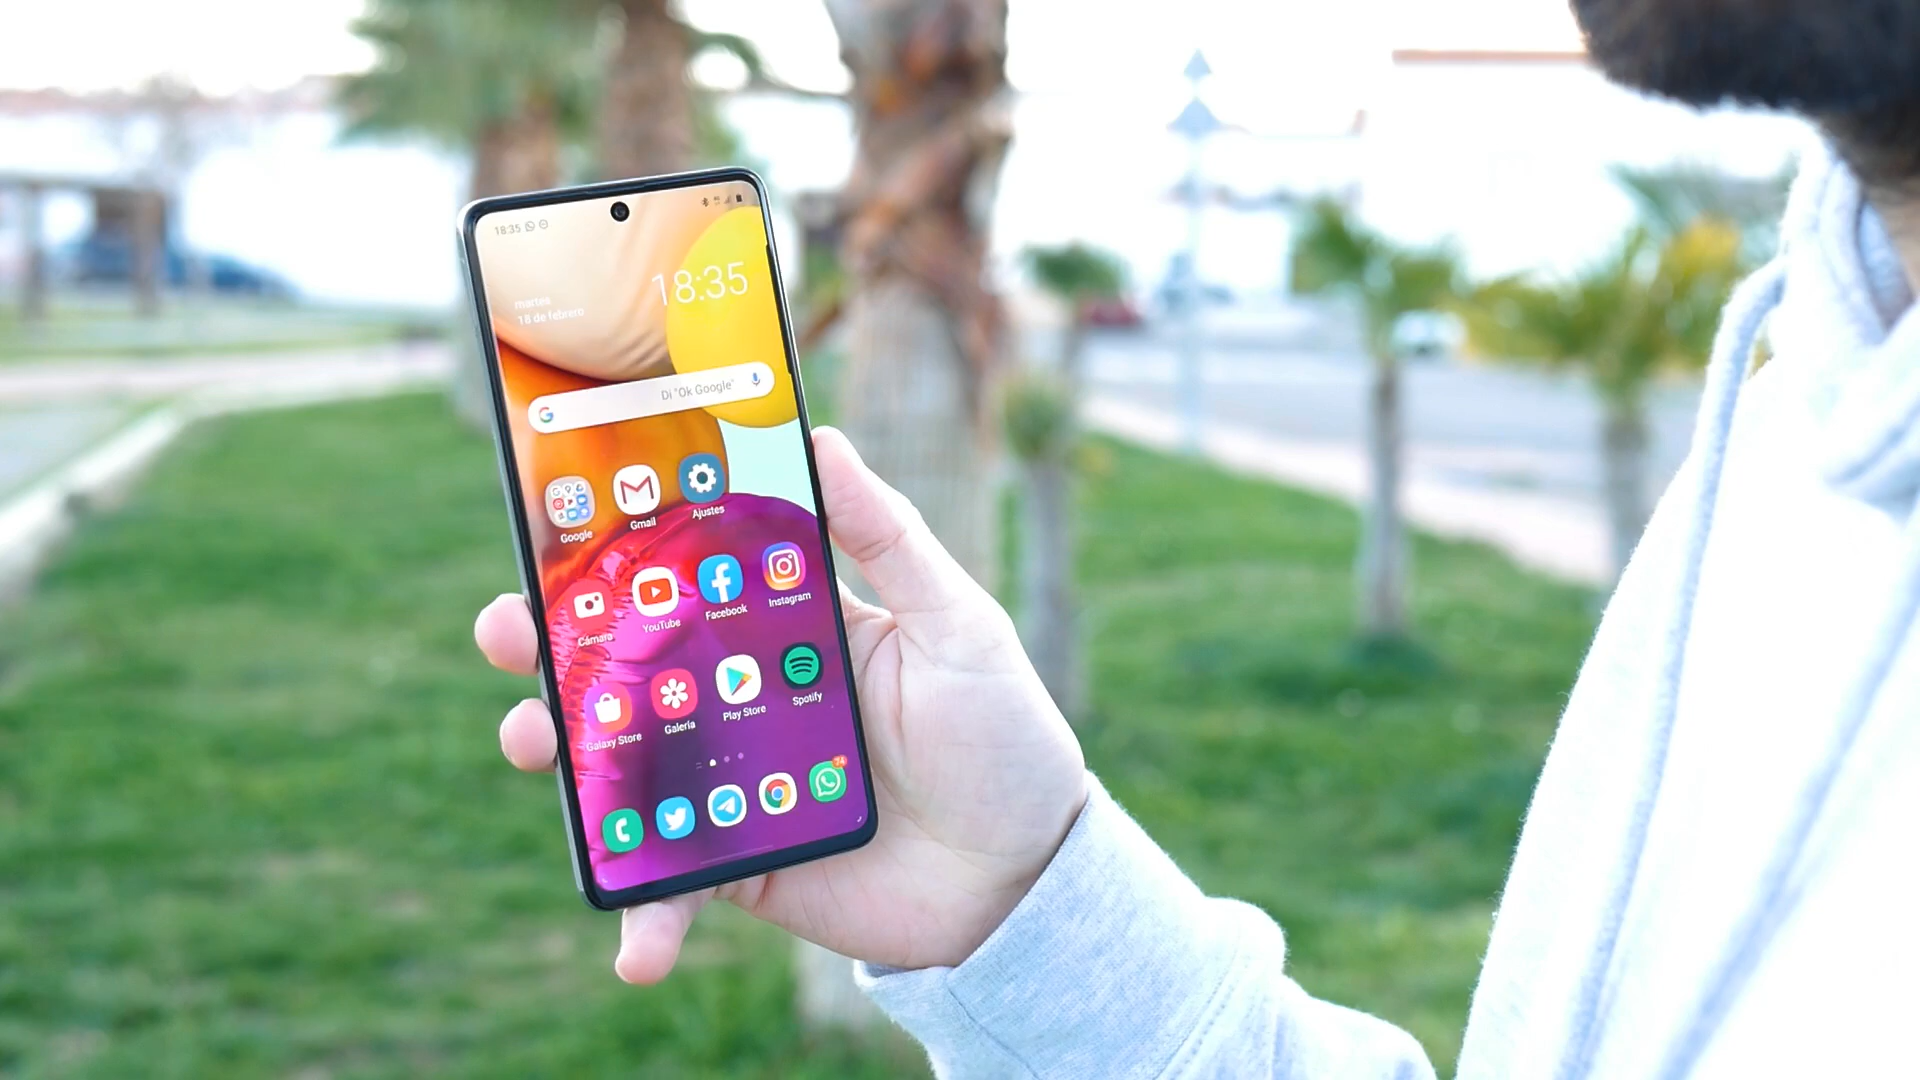 18:35
18:35
martes
18 de febrero
Di "Ok Google"
Google
Gmail
Ajustes
Cámara
YouTube
Facebook
Instagram
Galaxy Store
Galería
Play Store
Spotify
74